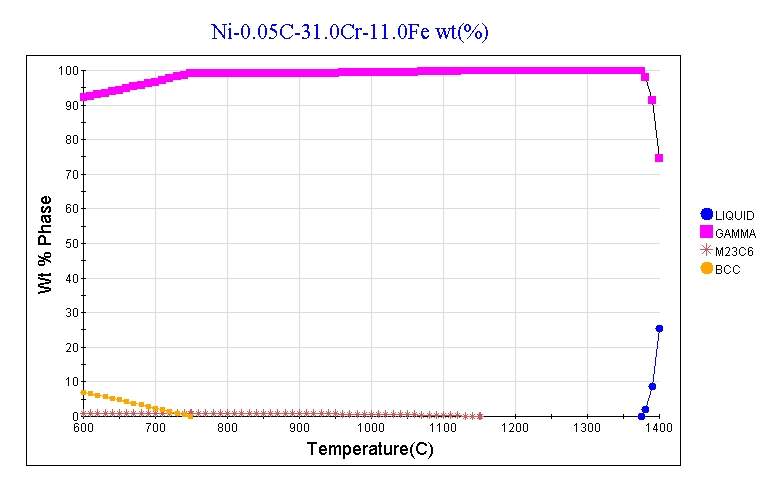 Ni-0.05C-31.0Cr-11.0Fe wt(%)
100
90
80
70
60
50
40
30
20
10
0
Wt % Phase
600 700 800 900 1000 1100 1200 1300 1400
Temperature(C)
LIQUID
GAMMA
M23C6
BCC